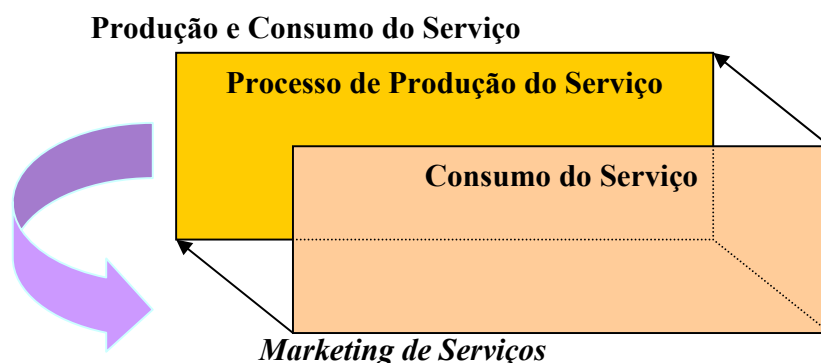 Produção e Consumo do Serviço
Processo de Produção do Serviço
Consumo do Serviço
Marketing de Serviços